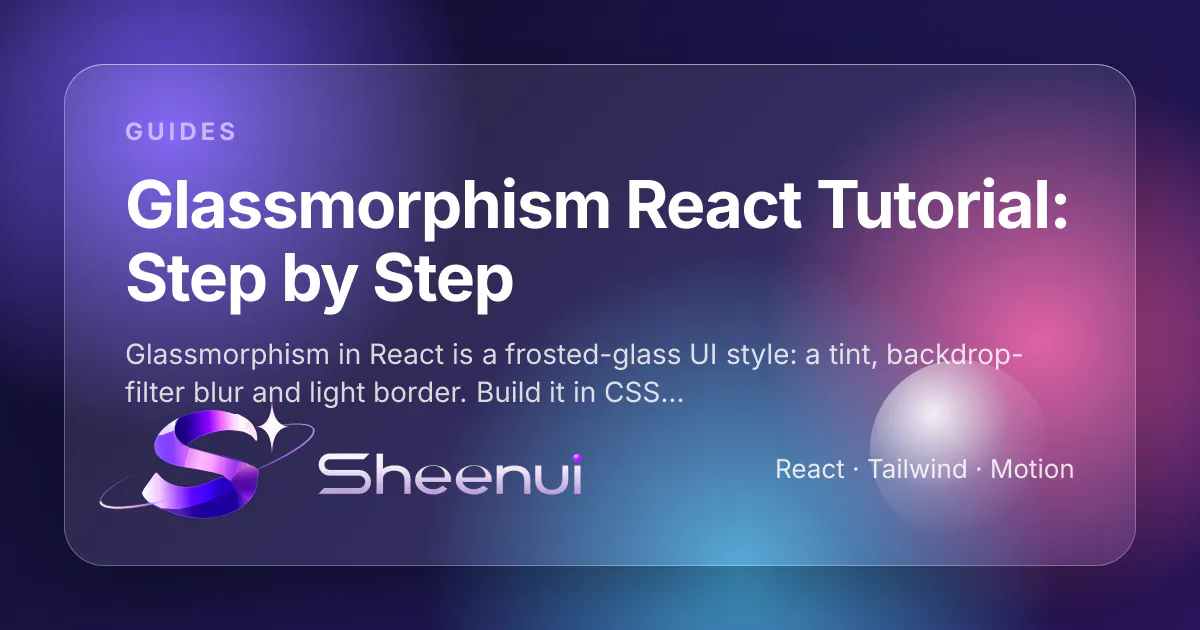 GUIDES
Glassmorphism React Tutorial:
Step by Step
Glassmorphism in React is a frosted-glass UI style: a tint, backdrop-
filter blur and light border. Build it in CSS...
Sheenui
React · Tailwind · Motion